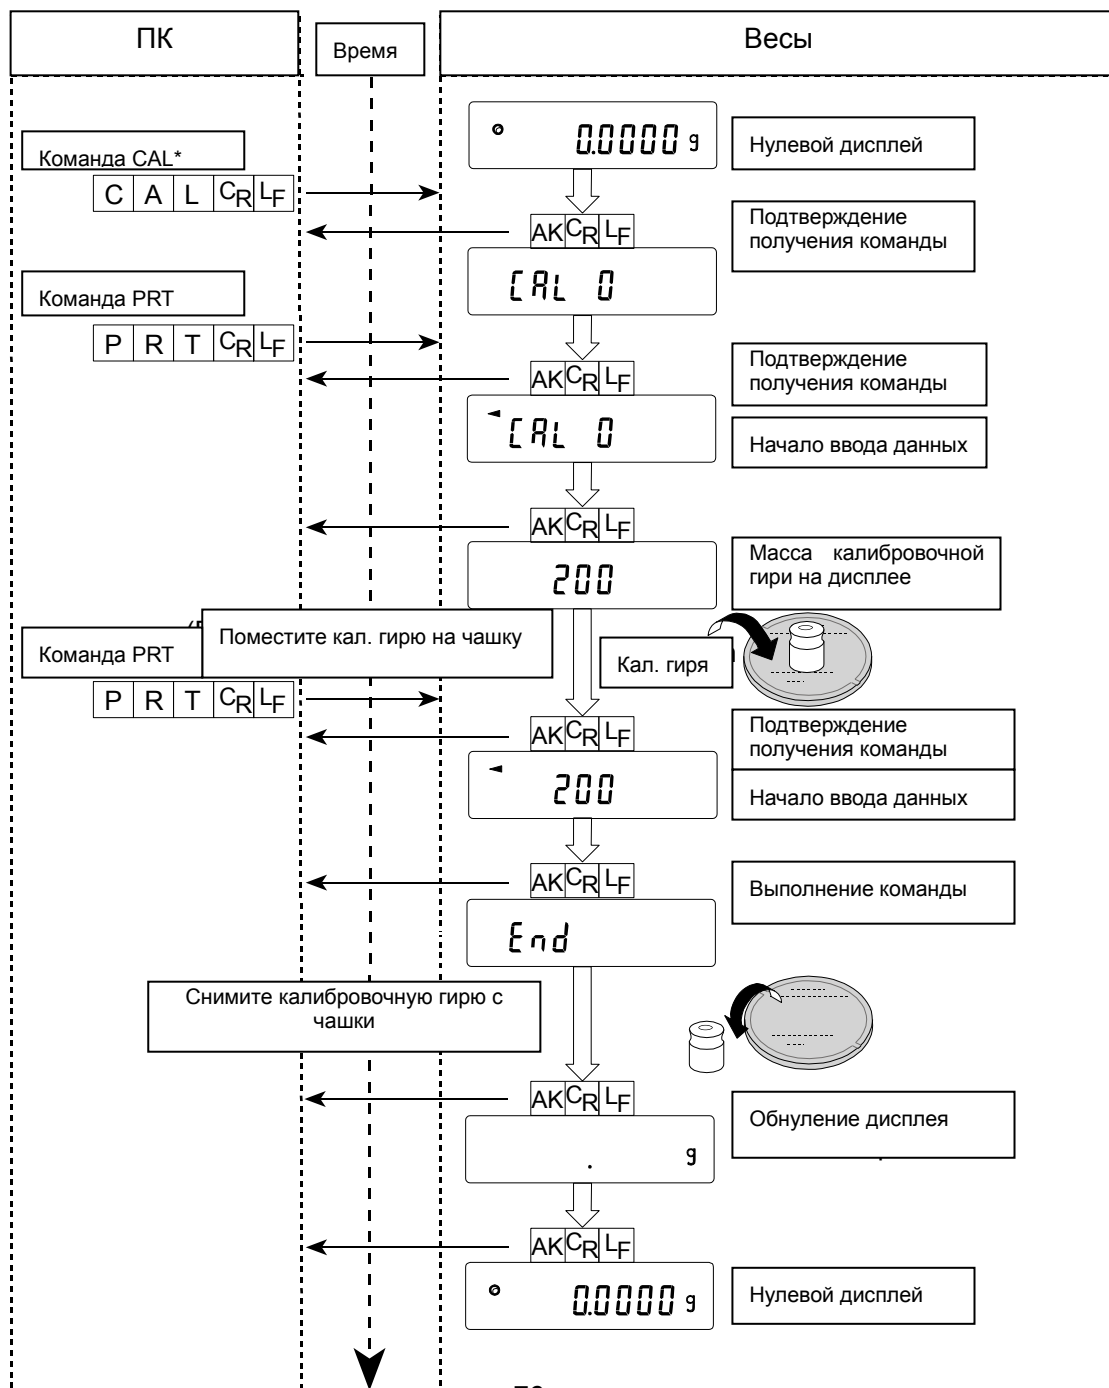 ПК
Время
Весы
0.0000 g
Нулевой дисплей
Команда CAL*
C A L CR LF
AK CR LF
Подтверждение
получения команды
CAL 0
Команда PRT
P R T CR LF
AK CR LF
Подтверждение
получения команды
CAL 0
Начало ввода данных
AK CR LF
200
Масса калибровочной
гири на дисплее
Поместите кал. гирю на чашку
Команда PRT
Кал. гиря
P R T CR LF
AK CR LF
Подтверждение
получения команды
200
Начало ввода данных
AK CR LF
Выполнение команды
End
Снимите калибровочную гирю с
чашки
AK CR LF
Обнуление дисплея
. g
AK CR LF
0.0000 g
Нулевой дисплей